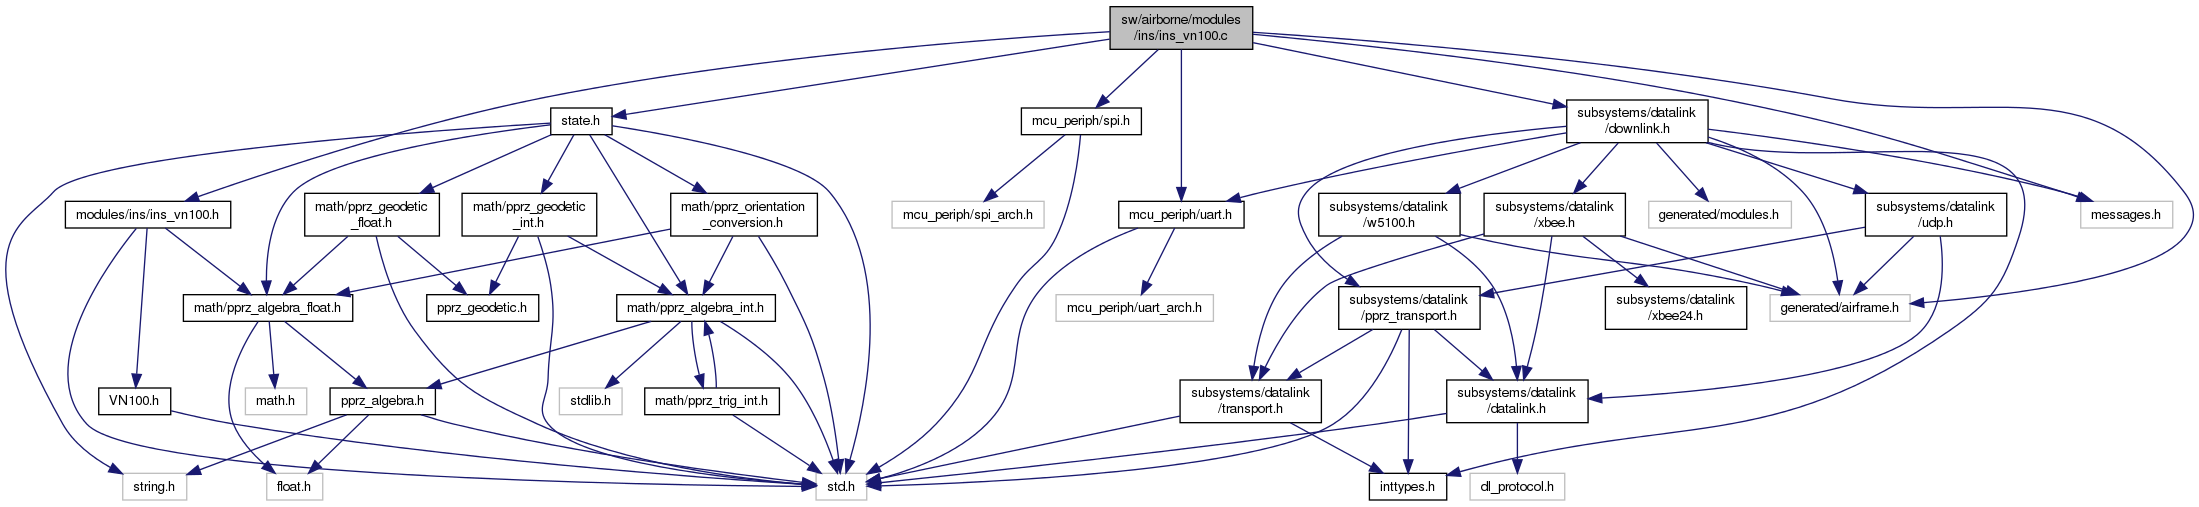 sw/airborne/modules
/ins/ins_vn100.c
state.h
mcu_periph/spi.h
subsystems/datalink
/downlink.h
modules/ins/ins_vn100.h
math/pprz_geodetic
_float.h
math/pprz_geodetic
_int.h
math/pprz_orientation
_conversion.h
mcu_periph/spi_arch.h
mcu_periph/uart.h
subsystems/datalink
/w5100.h
subsystems/datalink
/xbee.h
generated/modules.h
subsystems/datalink
/udp.h
messages.h
math/pprz_algebra_float.h
pprz_geodetic.h
math/pprz_algebra_int.h
mcu_periph/uart_arch.h
subsystems/datalink
/pprz_transport.h
subsystems/datalink
/xbee24.h
generated/airframe.h
VN100.h
math.h
pprz_algebra.h
stdlib.h
math/pprz_trig_int.h
subsystems/datalink
/transport.h
subsystems/datalink
/datalink.h
string.h
float.h
std.h
inttypes.h
dl_protocol.h